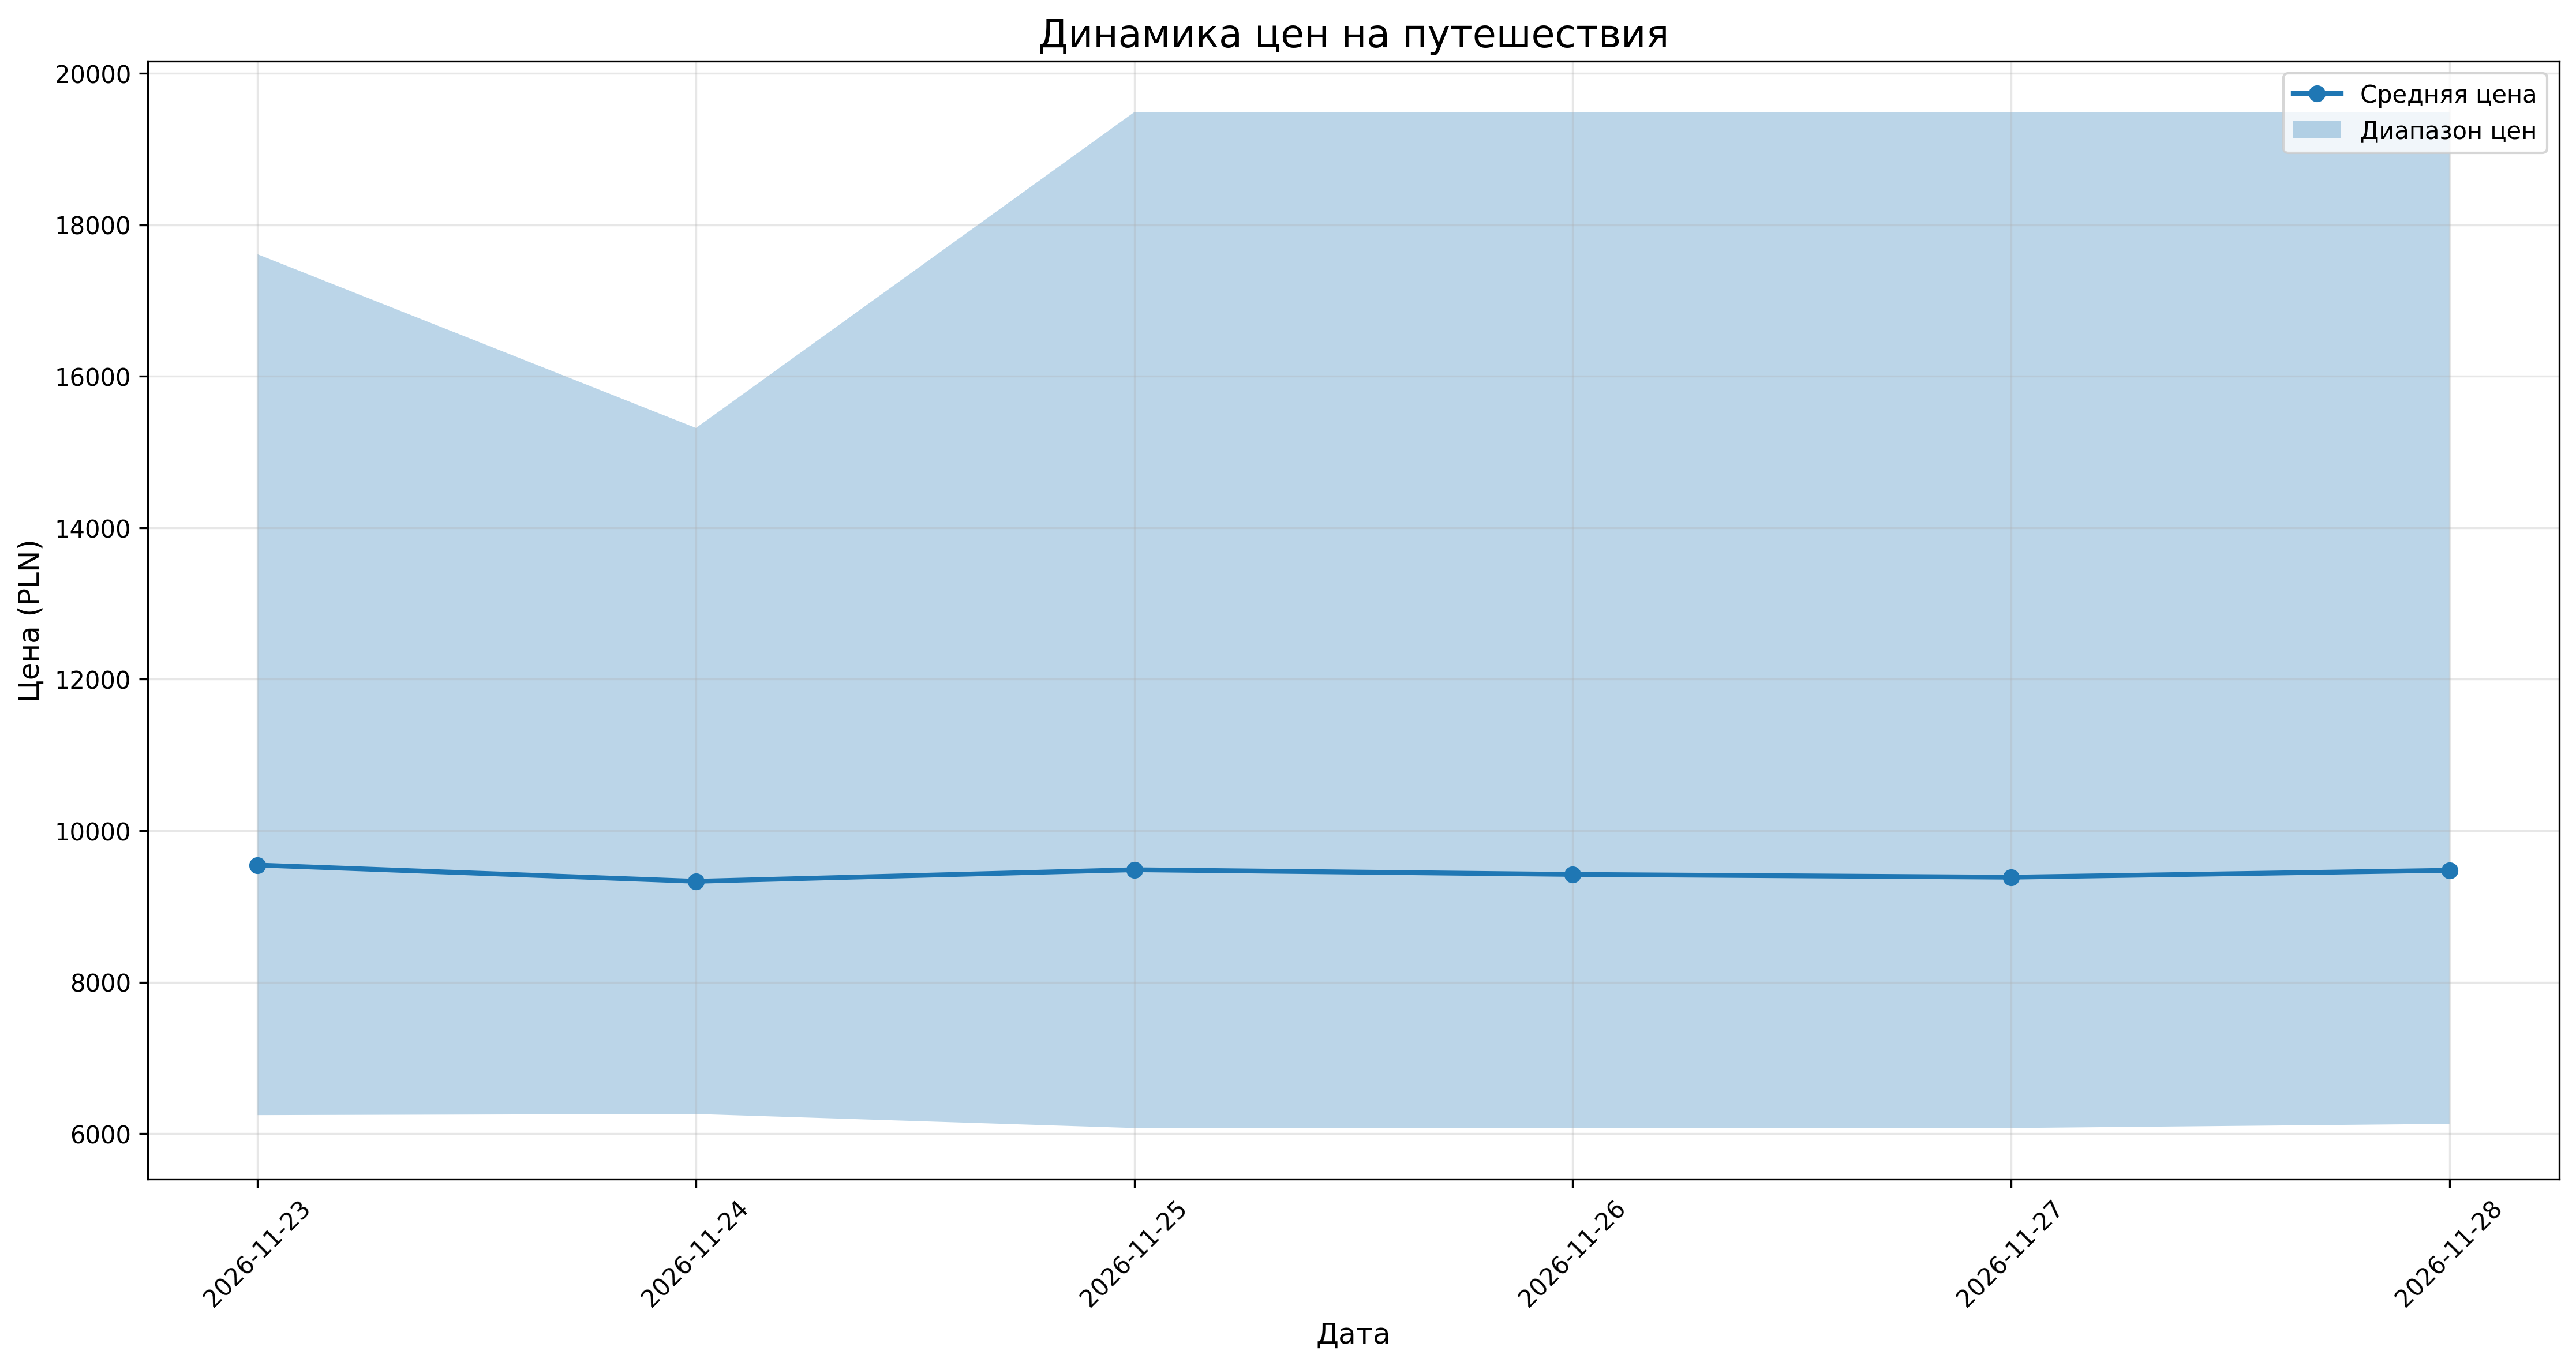 Динамика цен на путешествия
Средняя цена
Диапазон цен
Цена (PLN)
20000
18000
16000
14000
12000
10000
8000
6000
2026-11-23
2026-11-24
2026-11-25
2026-11-26
2026-11-27
2026-11-28
Дата